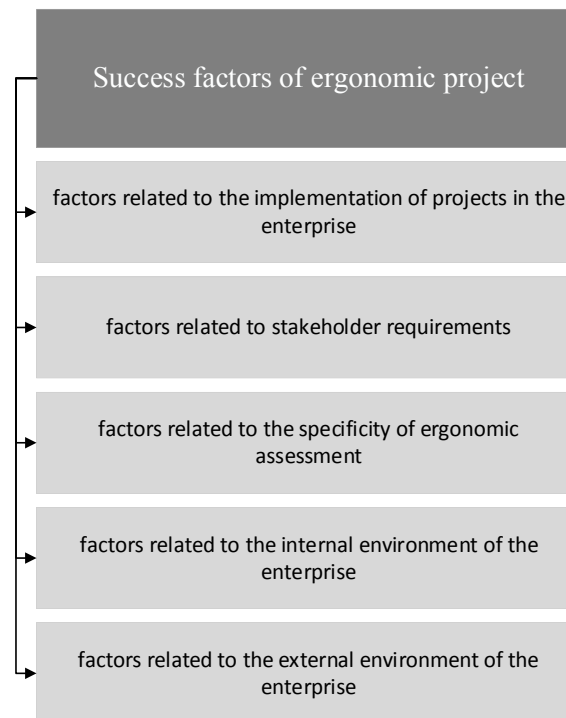 Success factors of ergonomic project
factors related to the implementation of projects in the
enterprise
factors related to stakeholder requirements
factors related to the specificity of ergonomic
assessment
factors related to the internal environment of the
enterprise
factors related to the external environment of the
enterprise